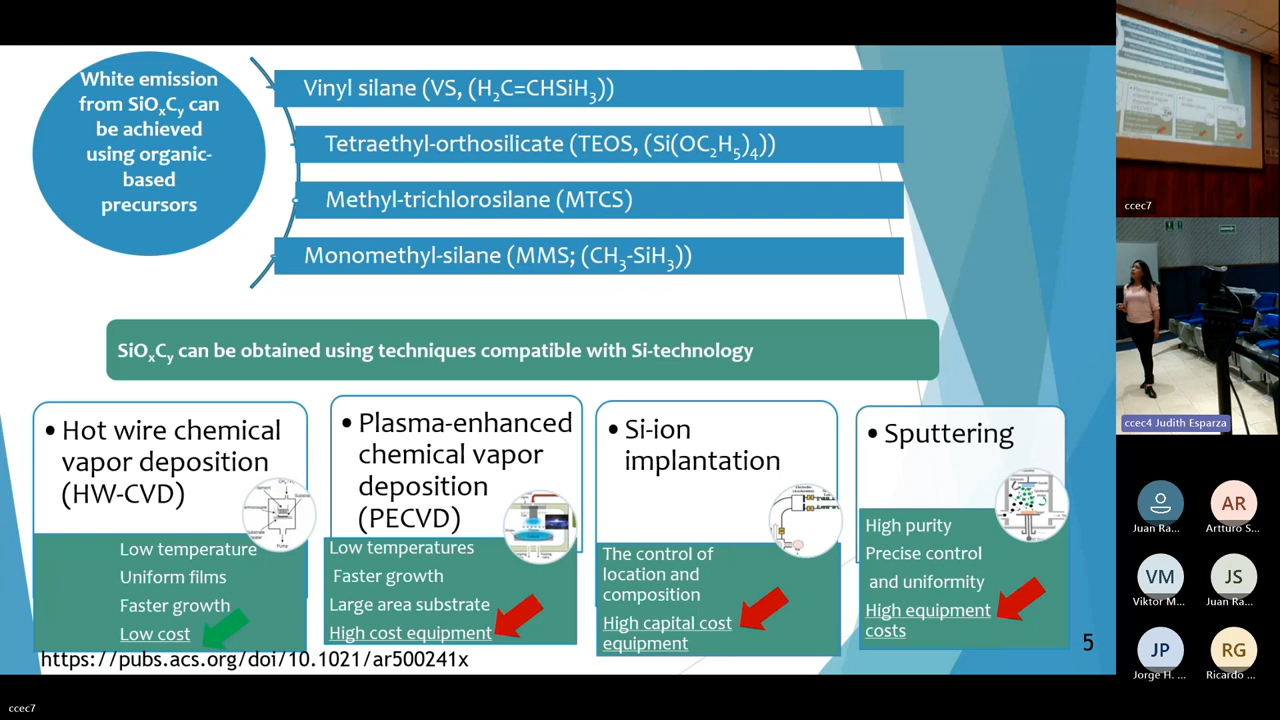 White emission
from SiOₓCᵧ can
be achieved
using organic-
based
precursors
Vinyl silane (VS, (H₂C=CHSiH₃))
Tetraethyl-orthosilicate (TEOS, (Si(OC₂H₅)₄))
Methyl-trichlorosilane (MTCS)
Monomethyl-silane (MMS; (CH₃-SiH₃))
SiOₓCᵧ can be obtained using techniques compatible with Si-technology
• Hot wire chemical
vapor deposition
(HW-CVD)
Low temperature
Uniform films
Faster growth
Low cost
• Plasma-enhanced
chemical vapor
deposition
(PECVD)
Low temperatures
Faster growth
Large area substrate
High cost equipment
• Si-ion
implantation
The control of
location and
composition
High capital cost
equipment
• Sputtering
High purity
Precise control
and uniformity
High equipment
costs
https://pubs.acs.org/doi/10.1021/ar500241x
5
ccec7
ccec4 Judith Esparza
Juan Ra...
AR
Arturo S...
VM
Viktor M...
JS
Juan Ra...
JP
Jorge H. ...
RG
Ricardo ...
ccec7